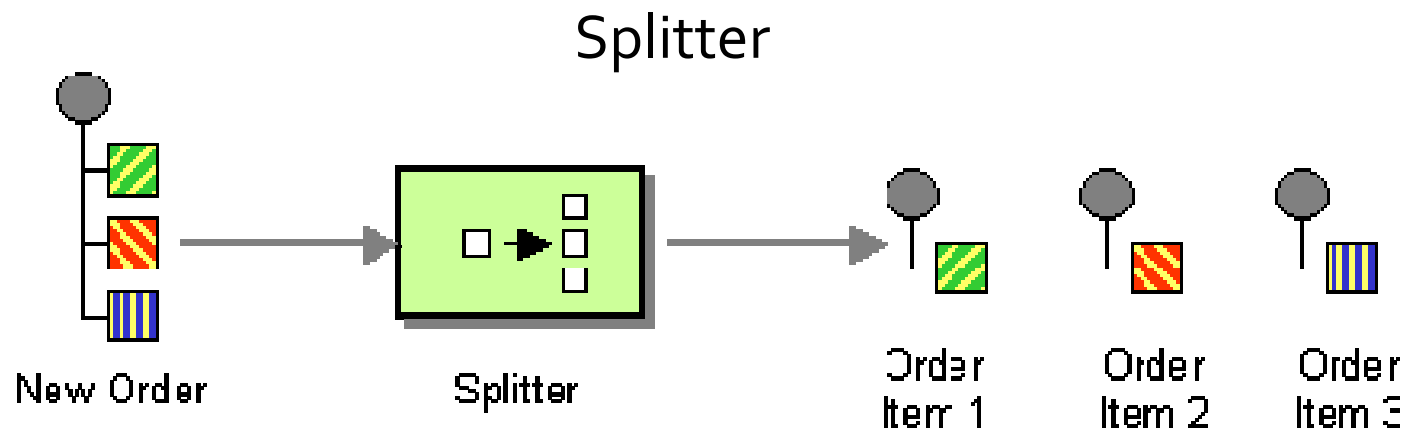 Splitter
New Order
Splitter
Order
Item 1
Order
Item 2
Order
Item 3